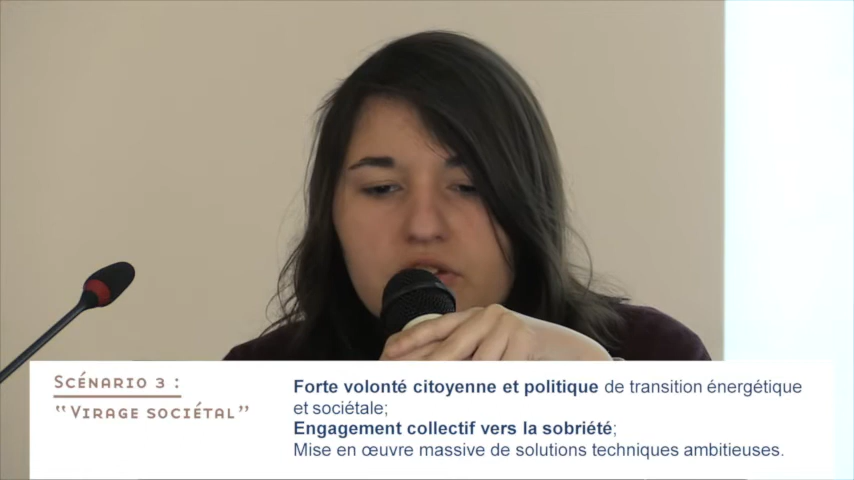 Scénario 3 :
“Virage sociétal”
Forte volonté citoyenne et politique de transition énergétique
et sociétale;
Engagement collectif vers la sobriété;
Mise en œuvre massive de solutions techniques ambitieuses.